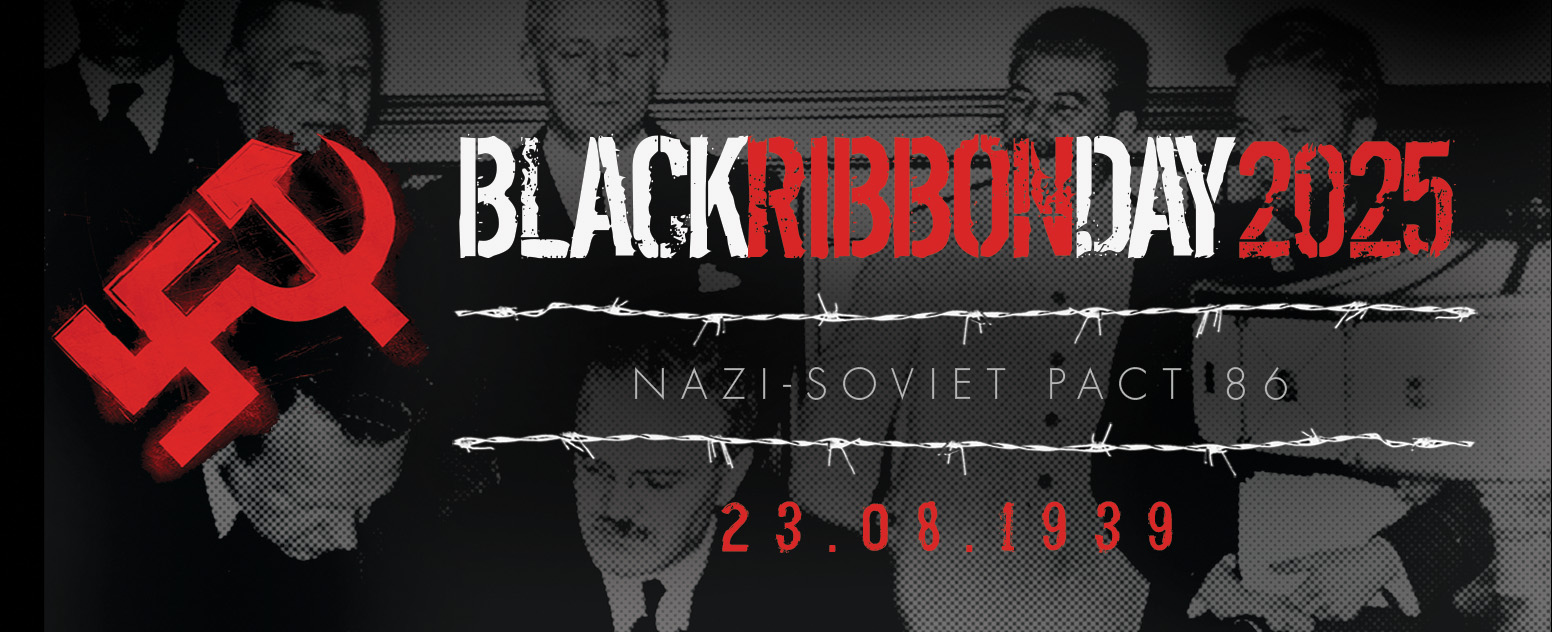 BLACKRIBBONDAY2025
NAZI-SOVIET PACT 86
23.08.1939